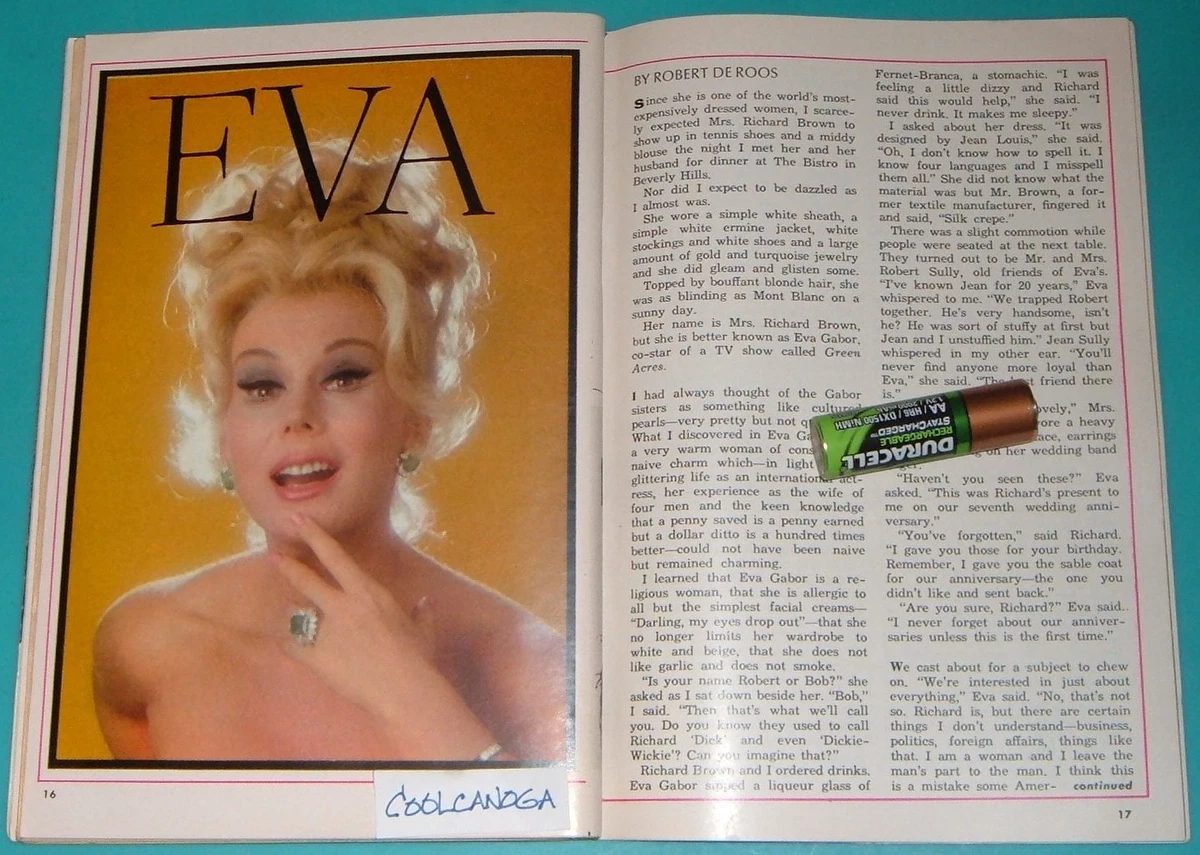 EVA
16
COOLCANOGA
BY ROBERT DE ROOS
Since she is one of the world's most-
expensively dressed women, I scarce-
ly expected Mrs. Richard Brown to
show up in tennis shoes and a middy
blouse the night I met her and her
husband for dinner at The Bistro in
Beverly Hills.
Nor did I expect to be dazzled as
I almost was.
She wore a simple white sheath, a
simple white ermine jacket, white
stockings and white shoes and a large
amount of gold and turquoise jewelry
and she did gleam and glisten some.
Topped by bouffant blonde hair, she
was as blinding as Mont Blanc on a
sunny day.
Her name is Mrs. Richard Brown,
but she is better known as Eva Gabor,
co-star of a TV show called Green
Acres.
I had always thought of the Gabor
sisters as something like cultured
pearls—very pretty but not
What I discovered in Eva
a very warm woman of
naive charm which—in light
glittering life as an international act-
ress, her experience as the wife of
four men and the keen knowledge
that a penny saved is a penny earned
but a dollar ditto is a hundred times
better—could not have been naive
but remained charming.
I learned that Eva Gabor is a re-
ligious woman, that she is allergic to
all but the simplest facial creams—
"Darling, my eyes drop out"—that she
no longer limits her wardrobe to
white and beige, that she does not
like garlic and does not smoke.
"Is your name Robert or Bob?" she
asked as I sat down beside her. "Bob,"
I said. "Then that's what we'll call
you. Do you know they used to call
Richard 'Dick' and even 'Dickie-
Wickie'? Can you imagine that?"
Richard Brown and I ordered drinks.
Eva Gabor sipped a liqueur glass of
Fernet-Branca, a stomachic. "I was
feeling a little dizzy and Richard
said this would help," she said. "I
never drink. It makes me sleepy."
I asked about her dress. "It was
designed by Jean Louis," she said.
"Oh, I don't know how to spell it. I
know four languages and I misspell
them all." She did not know what the
material was but Mr. Brown, a for-
mer textile manufacturer, fingered it
and said, "Silk crepe."
There was a slight commotion while
people were seated at the next table.
They turned out to be Mr. and Mrs.
Robert Sully, old friends of Eva's.
"I've known Jean for 20 years," Eva
whispered to me. "We trapped Robert
together. He's very handsome, isn't
he? He was sort of stuffy at first but
Jean and I unstuffied him." Jean Sully
whispered in my other ear. "You'll
never find anyone more loyal than
Eva," she said. "The friend there
is."
Mrs.
a heavy
earrings
on her wedding band
"Haven't you seen these?" Eva
asked. "This was Richard's present to
me on our seventh wedding anni-
versary."
"You've forgotten," said Richard.
"I gave you those for your birthday.
Remember, I gave you the sable coat
for our anniversary—the one you
didn't like and sent back."
"Are you sure, Richard?" Eva said..
"I never forget about our anniver-
saries unless this is the first time."
We cast about for a subject to chew
on. "We're interested in just about
everything," Eva said. "No, that's not
so. Richard is, but there are certain
things I don't understand—business,
politics, foreign affairs, things like
that. I am a woman and I leave the
man's part to the man. I think this
is a mistake some Amer- continued
17
DURACELL
RECHARGEABLE
STAYCHARGED™
AA / HR6 / DX1500 NiMH